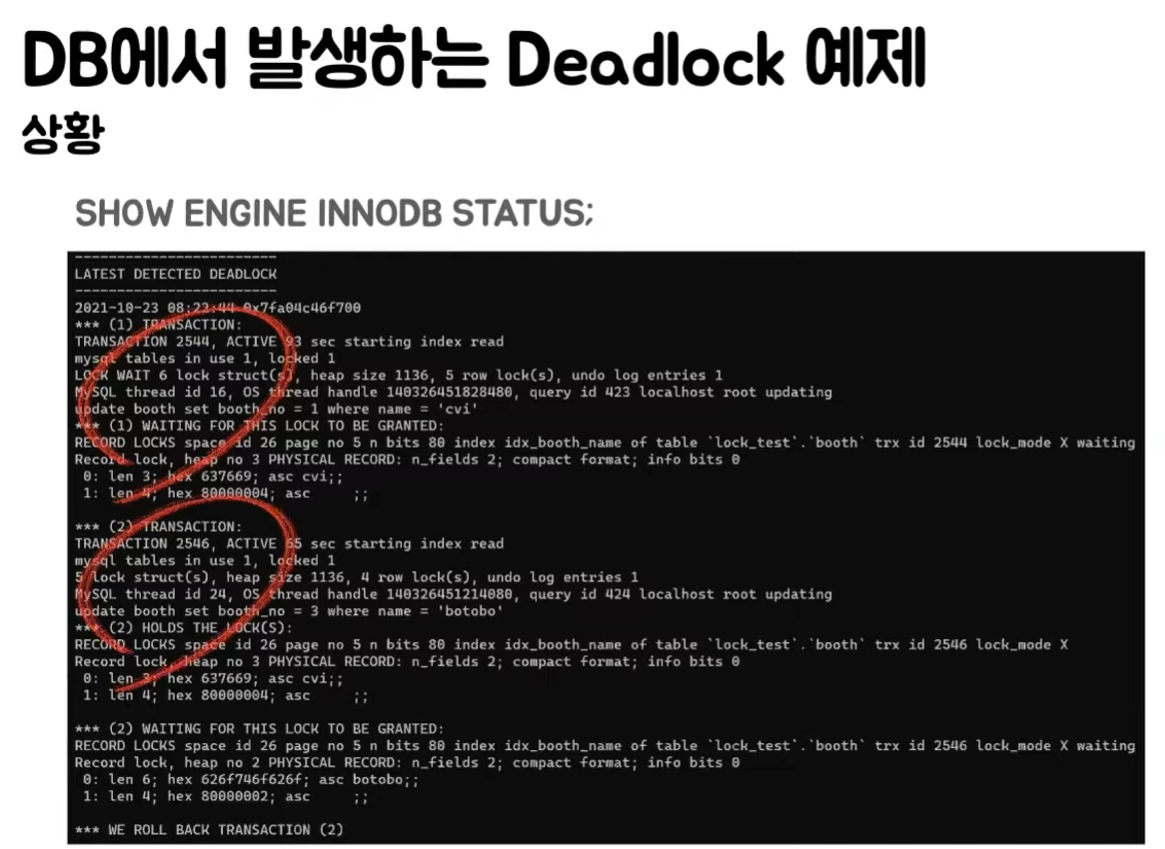 DB에서 발생하는 Deadlock 예제
상황
SHOW ENGINE INNODB STATUS;
------------------------
LATEST DETECTED DEADLOCK
------------------------
2021-10-23 08:22:44 0x7fa04c46f700
*** (1) TRANSACTION:
TRANSACTION 2544, ACTIVE 93 sec starting index read
mysql tables in use 1, locked 1
LOCK WAIT 6 lock struct(s), heap size 1136, 5 row lock(s), undo log entries 1
MySQL thread id 16, OS thread handle 140326451828480, query id 423 localhost root updating
update booth set booth_no = 1 where name = 'cvi'
*** (1) WAITING FOR THIS LOCK TO BE GRANTED:
RECORD LOCKS space id 26 page no 5 n bits 80 index idx_booth_name of table `lock_test`.`booth` trx id 2544 lock_mode X waiting
Record lock, heap no 3 PHYSICAL RECORD: n_fields 2; compact format; info bits 0
0: len 3; hex 637669; asc cvi;;
1: len 4; hex 80000004; asc     ;;
*** (2) TRANSACTION:
TRANSACTION 2546, ACTIVE 65 sec starting index read
mysql tables in use 1, locked 1
5 lock struct(s), heap size 1136, 4 row lock(s), undo log entries 1
MySQL thread id 24, OS thread handle 140326451214080, query id 424 localhost root updating
update booth set booth_no = 3 where name = 'botobo'
*** (2) HOLDS THE LOCK(S):
RECORD LOCKS space id 26 page no 5 n bits 80 index idx_booth_name of table `lock_test`.`booth` trx id 2546 lock_mode X
Record lock, heap no 3 PHYSICAL RECORD: n_fields 2; compact format; info bits 0
0: len 3; hex 637669; asc cvi;;
1: len 4; hex 80000004; asc     ;;
*** (2) WAITING FOR THIS LOCK TO BE GRANTED:
RECORD LOCKS space id 26 page no 5 n bits 80 index idx_booth_name of table `lock_test`.`booth` trx id 2546 lock_mode X waiting
Record lock, heap no 2 PHYSICAL RECORD: n_fields 2; compact format; info bits 0
0: len 6; hex 626f746f626f; asc botobo;;
1: len 4; hex 80000002; asc     ;;
*** WE ROLL BACK TRANSACTION (2)